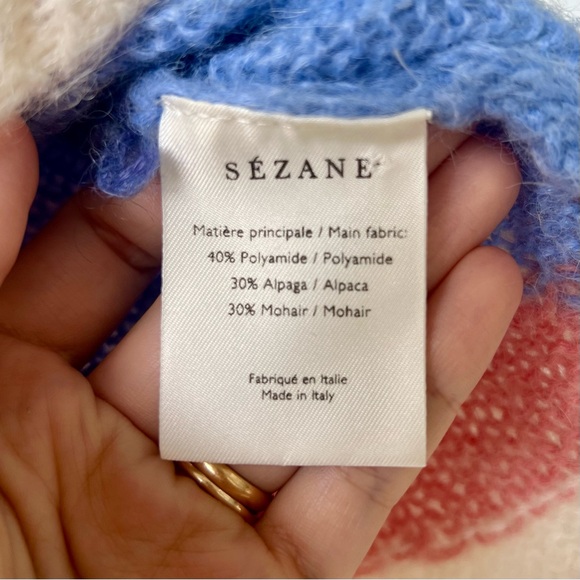 SÉZANE
Matière principale / Main fabric:
40% Polyamide / Polyamide
30% Alpaga / Alpaca
30% Mohair / Mohair
Fabriqué en Italie
Made in Italy